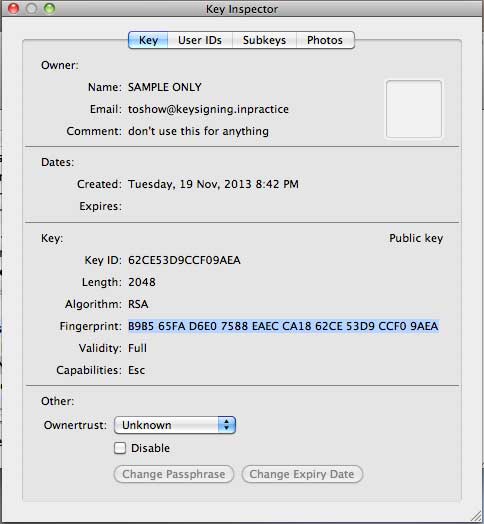 Key Inspector
Key User IDs Subkeys Photos
Owner:
Name: SAMPLE ONLY
Email: toshow@keysigning.inpractice
Comment: don't use this for anything
Dates:
Created: Tuesday, 19 Nov, 2013 8:42 PM
Expires:
Key: Public key
Key ID: 62CE53D9CCF09AEA
Length: 2048
Algorithm: RSA
Fingerprint: B9B5 65FA D6E0 7588 EAEC CA18 62CE 53D9 CCF0 9AEA
Validity: Full
Capabilities: Esc
Other:
Ownertrust: Unknown
Disable
Change Passphrase Change Expiry Date